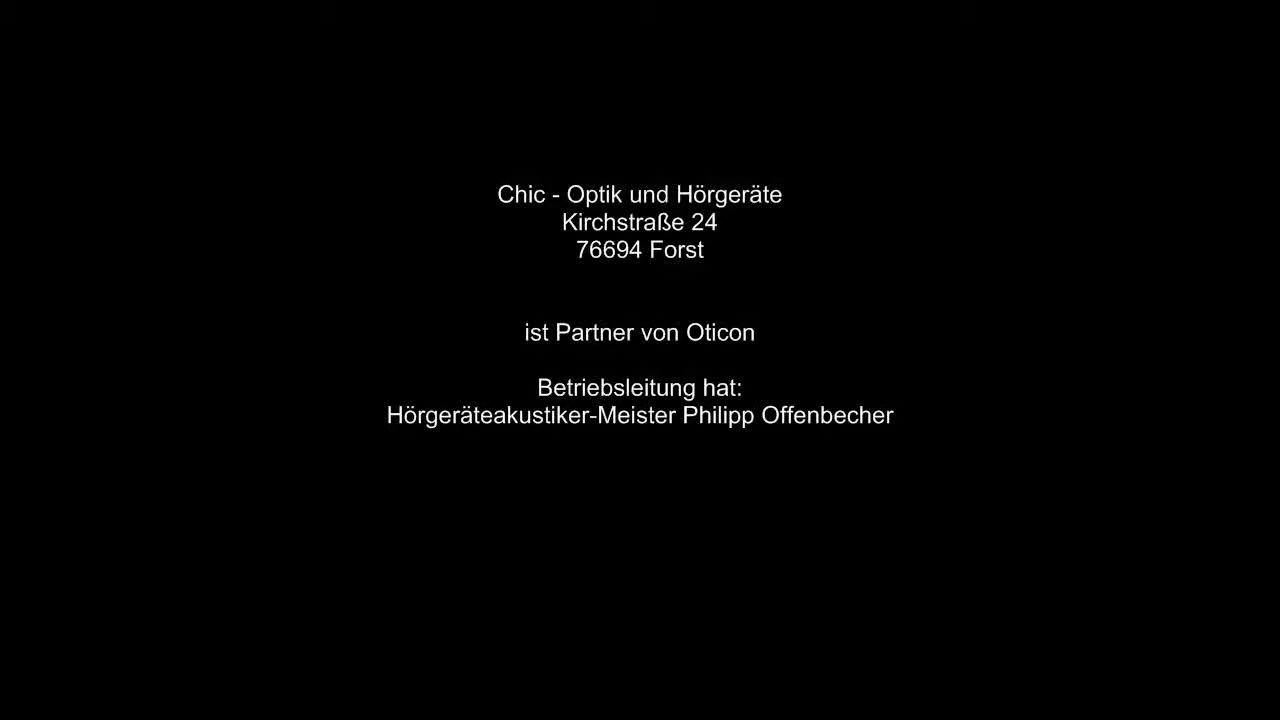 Chic - Optik und Hörgeräte
Kirchstraße 24
76694 Forst
ist Partner von Oticon
Betriebsleitung hat:
Hörgeräteakustiker-Meister Philipp Offenbecher